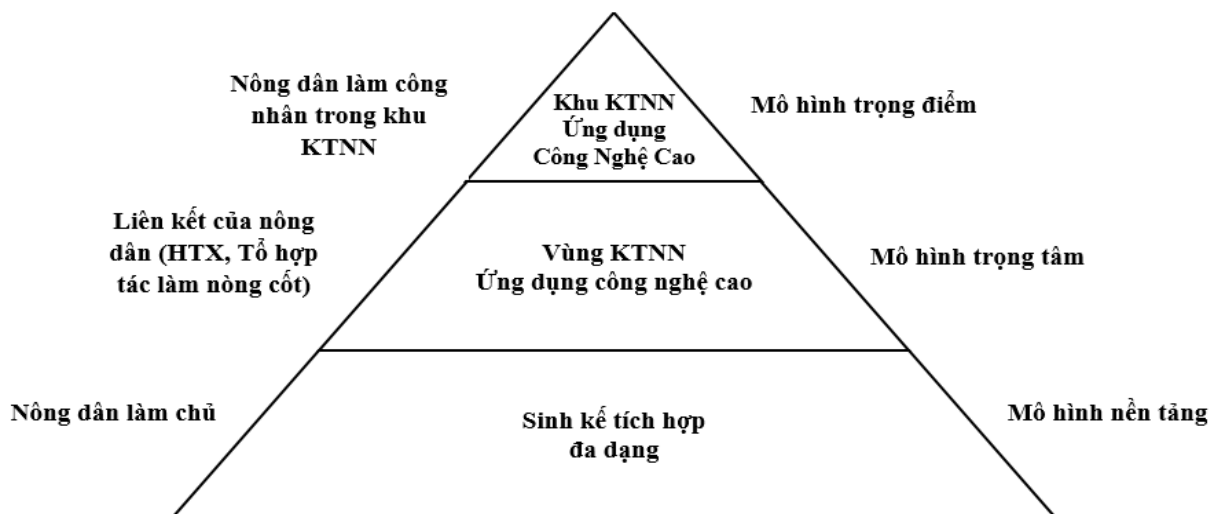 Nông dân làm công
nhân trong khu
KTNN
Khu KTNN
Ứng dụng
Công Nghệ Cao
Mô hình trọng điểm
Liên kết của nông
dân (HTX, Tổ hợp
tác làm nòng cốt)
Vùng KTNN
Ứng dụng công nghệ cao
Mô hình trọng tâm
Nông dân làm chủ
Sinh kế tích hợp
đa dạng
Mô hình nền tảng